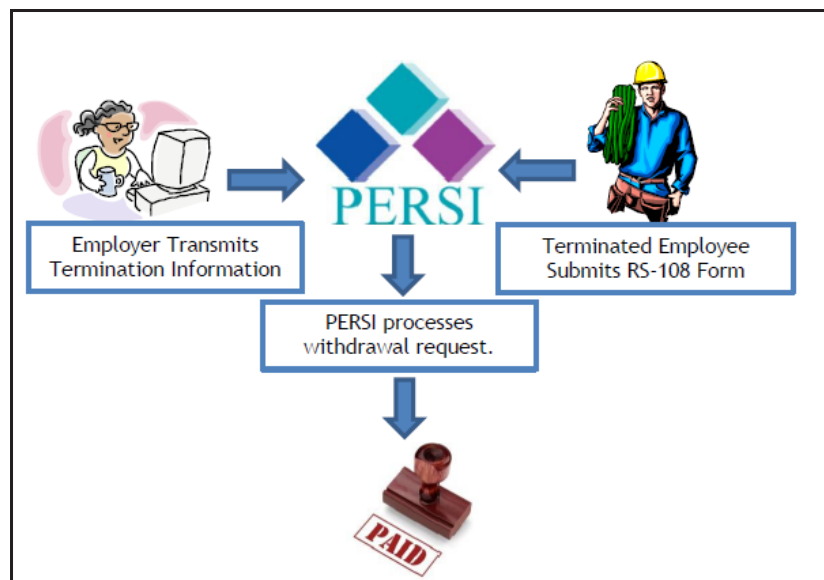 PERSI
Employer Transmits
Termination Information
Terminated Employee
Submits RS-108 Form
PERSI processes
withdrawal request.
PAID